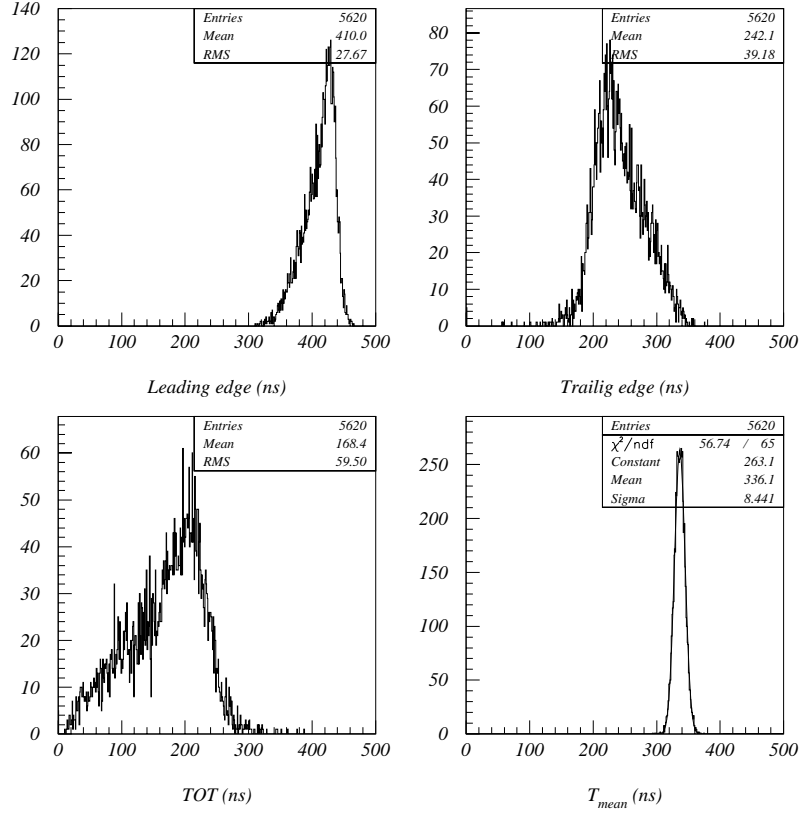 Entries 5620
Mean 410.0
RMS 27.67
140
120
100
80
60
40
20
0
0 100 200 300 400 500
Leading edge (ns)
Entries 5620
Mean 242.1
RMS 39.18
80
70
60
50
40
30
20
10
0
0 100 200 300 400 500
Trailig edge (ns)
Entries 5620
Mean 168.4
RMS 59.50
60
50
40
30
20
10
0
0 100 200 300 400 500
TOT (ns)
Entries 5620
χ²/ndf 56.74 / 65
Constant 263.1
Mean 336.1
Sigma 8.441
250
200
150
100
50
0
0 100 200 300 400 500
T_mean (ns)